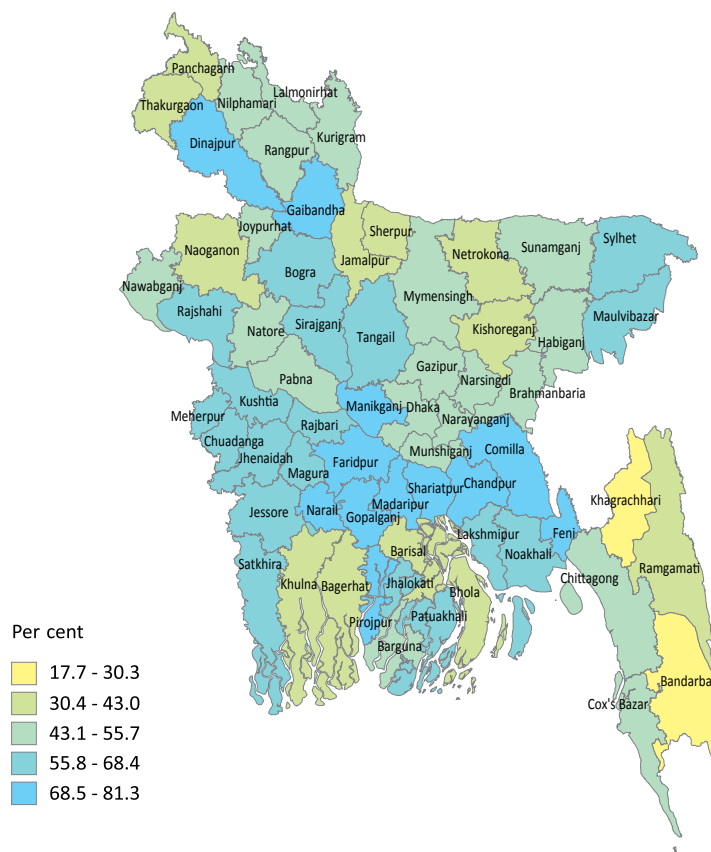 Panchagarh
Thakurgaon
Nilphamari
Lalmonirhat
Dinajpur
Rangpur
Kurigram
Gaibandha
Joypurhat
Sherpur
Naoganon
Jamalpur
Netrokona
Sunamganj
Sylhet
Bogra
Nawabganj
Mymensingh
Rajshahi
Sirajganj
Tangail
Kishoreganj
Maulvibazar
Natore
Habiganj
Gazipur
Pabna
Narsingdi
Brahmanbaria
Kushtia
Manikganj
Dhaka
Meherpur
Rajbari
Narayanganj
Chuadanga
Munshiganj
Comilla
Jhenaidah
Faridpur
Magura
Shariatpur
Chandpur
Khagrachhari
Jessore
Narail
Madaripur
Gopalganj
Lakshmipur
Feni
Barisal
Noakhali
Satkhira
Khulna
Bagerhat
Jhalokati
Bhola
Chittagong
Ramgamati
Pirojpur
Patuakhali
Barguna
Bandarba
Cox's Bazar
Per cent
17.7 - 30.3
30.4 - 43.0
43.1 - 55.7
55.8 - 68.4
68.5 - 81.3